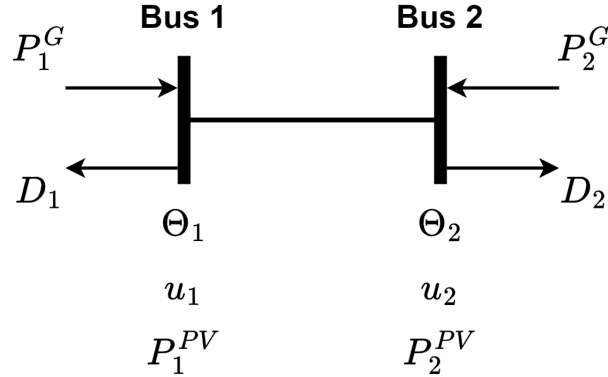 Bus 1 Bus 2
P_1^G P_2^G
D_1 D_2
Θ_1 Θ_2
u_1 u_2
P_1^{PV} P_2^{PV}